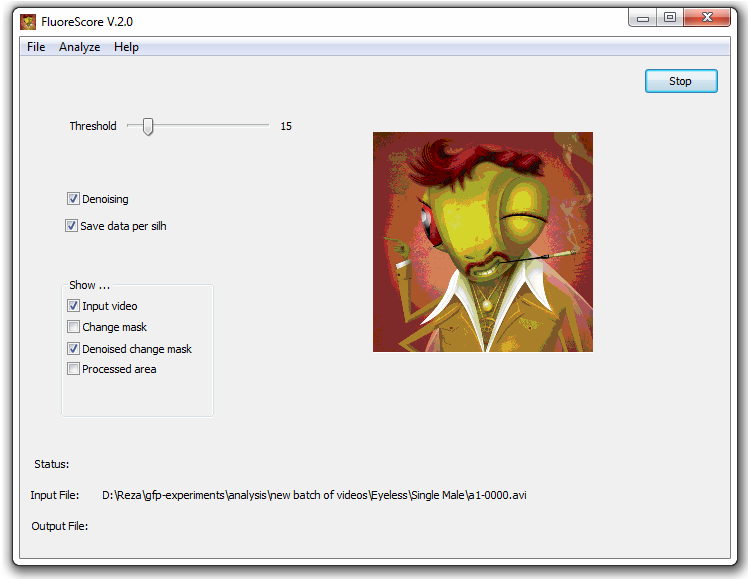 FluoreScore V.2.0
File Analyze Help
Stop
Threshold 15
Denoising
Save data per silh
Show ...
Input video
Change mask
Denoised change mask
Processed area
Status:
Input File: D:\Reza\gfp-experiments\analysis\new batch of videos\Eyeless\Single Male\a1-0000.avi
Output File: